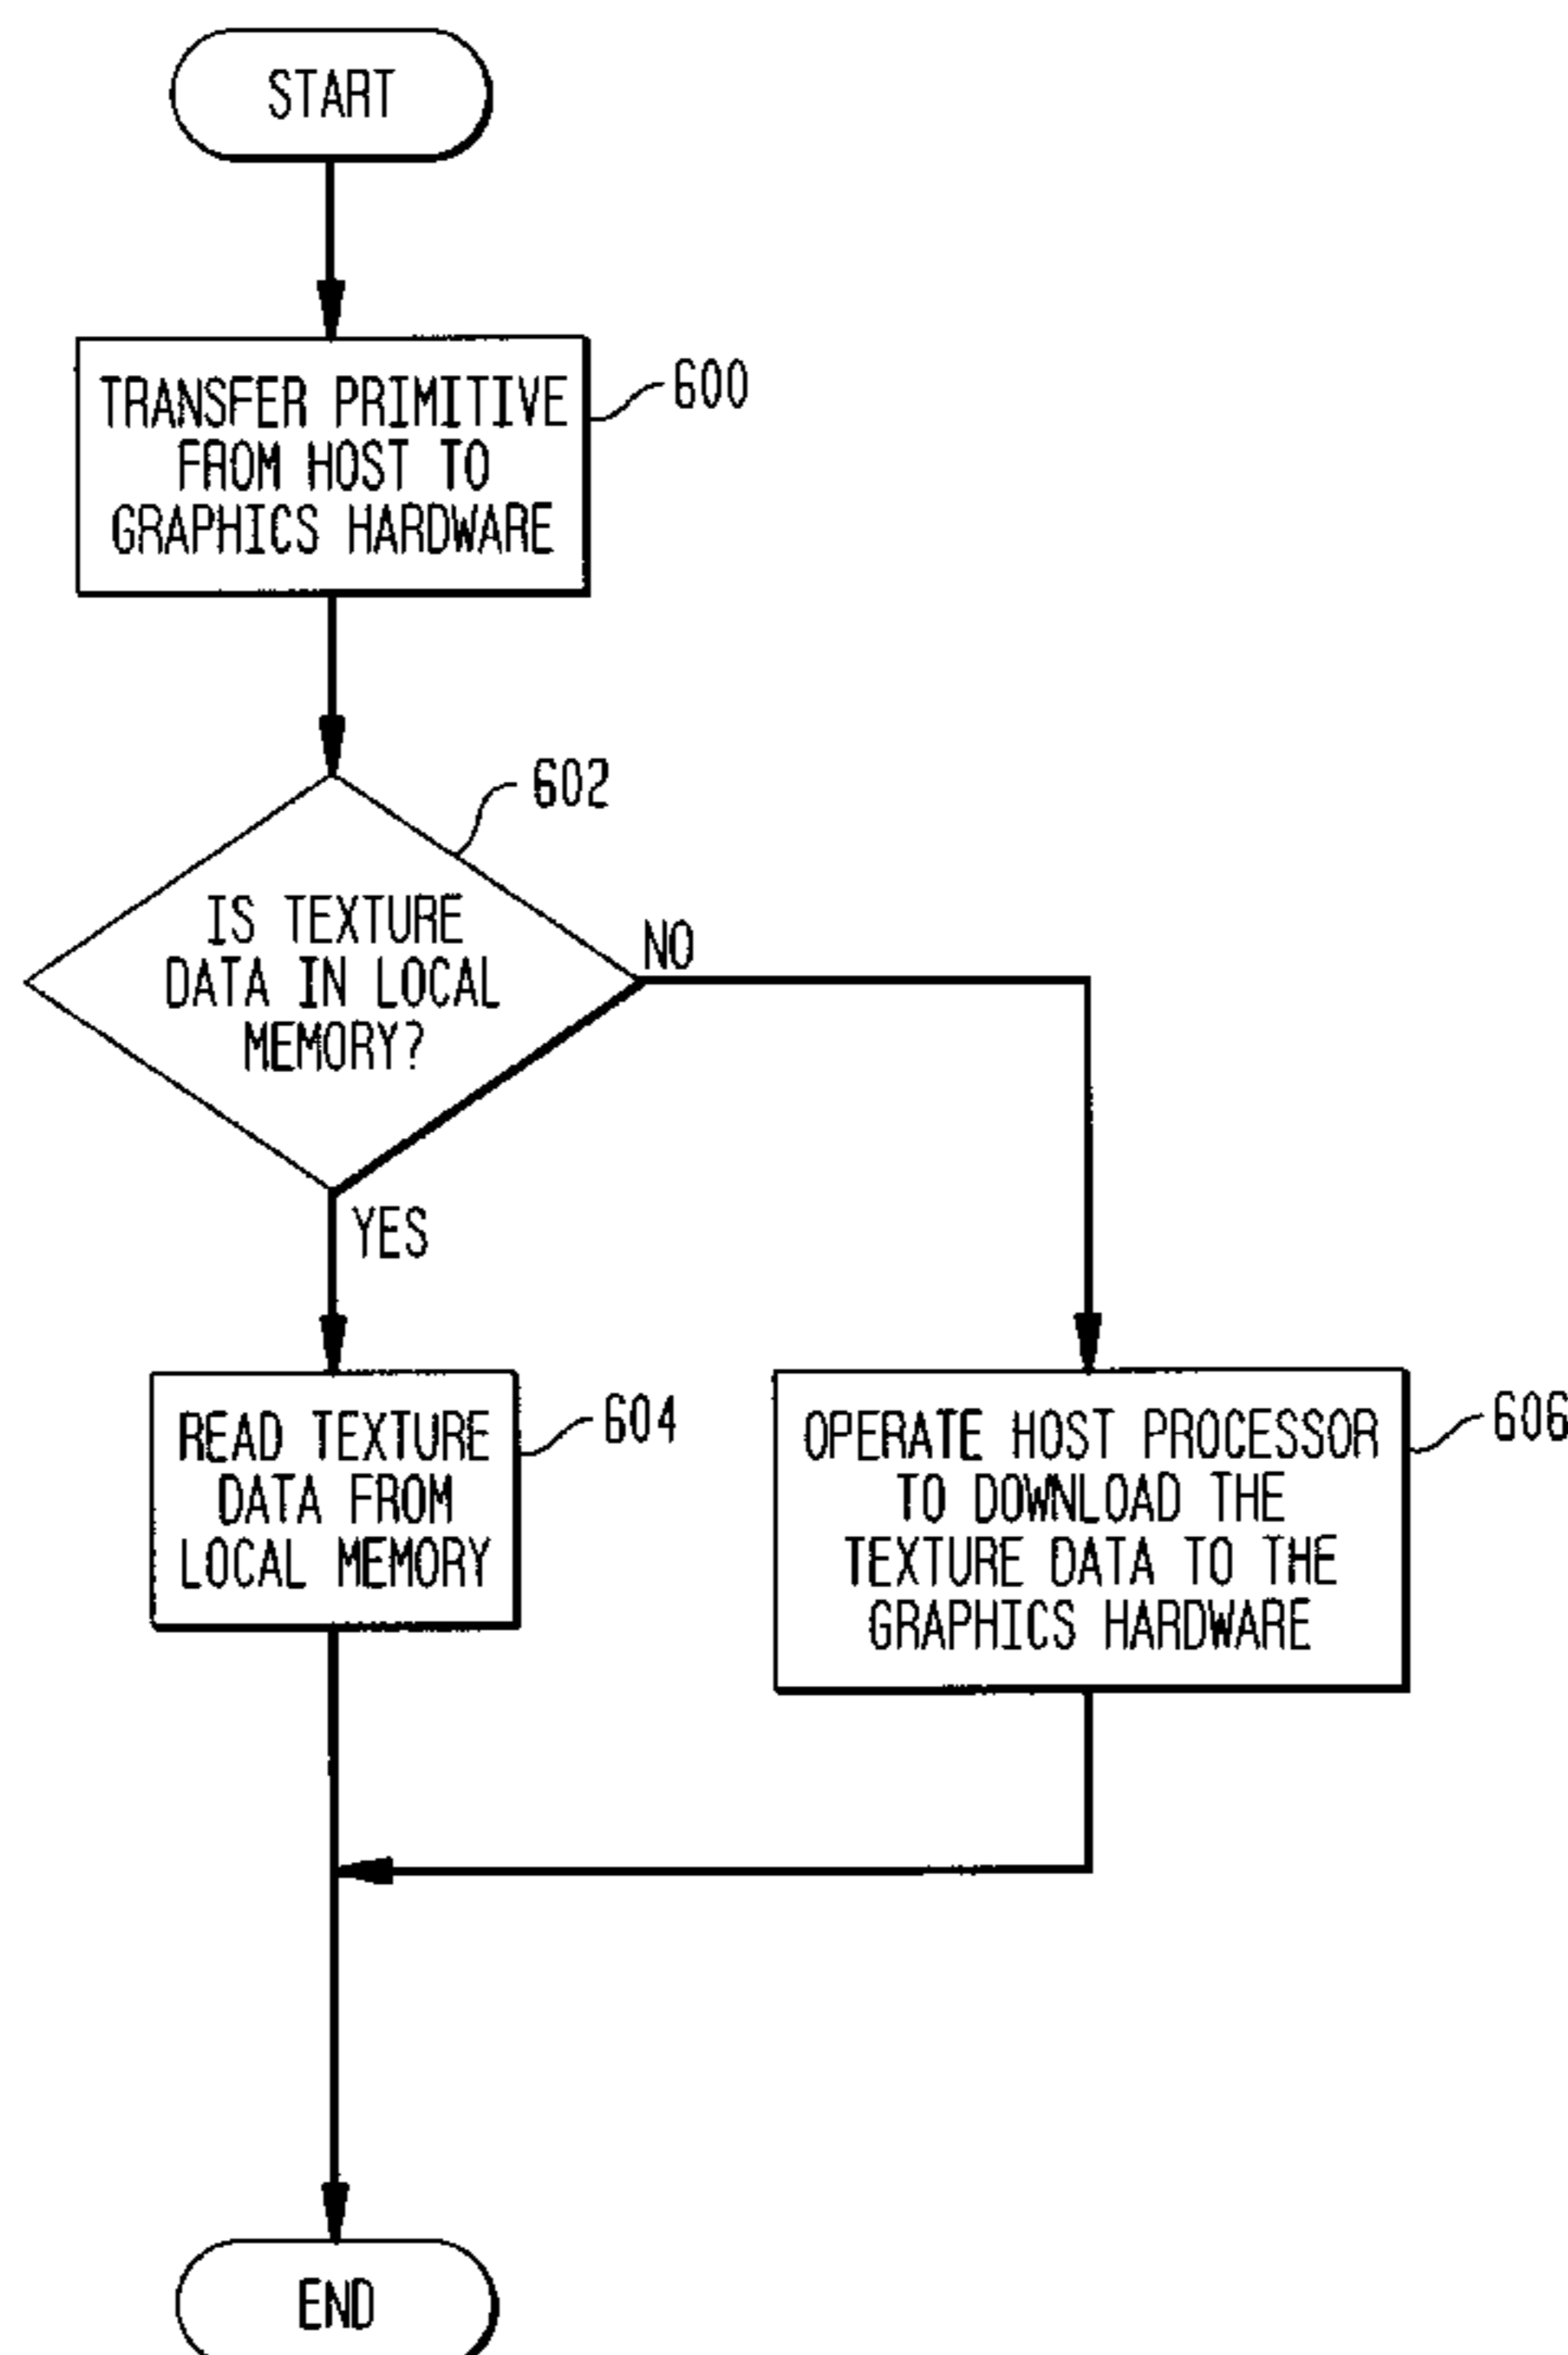 START
TRANSFER PRIMITIVE
FROM HOST TO
GRAPHICS HARDWARE
600
602
IS TEXTURE
DATA IN LOCAL
MEMORY?
NO
YES
READ TEXTURE
DATA FROM
LOCAL MEMORY
604
OPERATE HOST PROCESSOR
TO DOWNLOAD THE
TEXTURE DATA TO THE
GRAPHICS HARDWARE
606
END